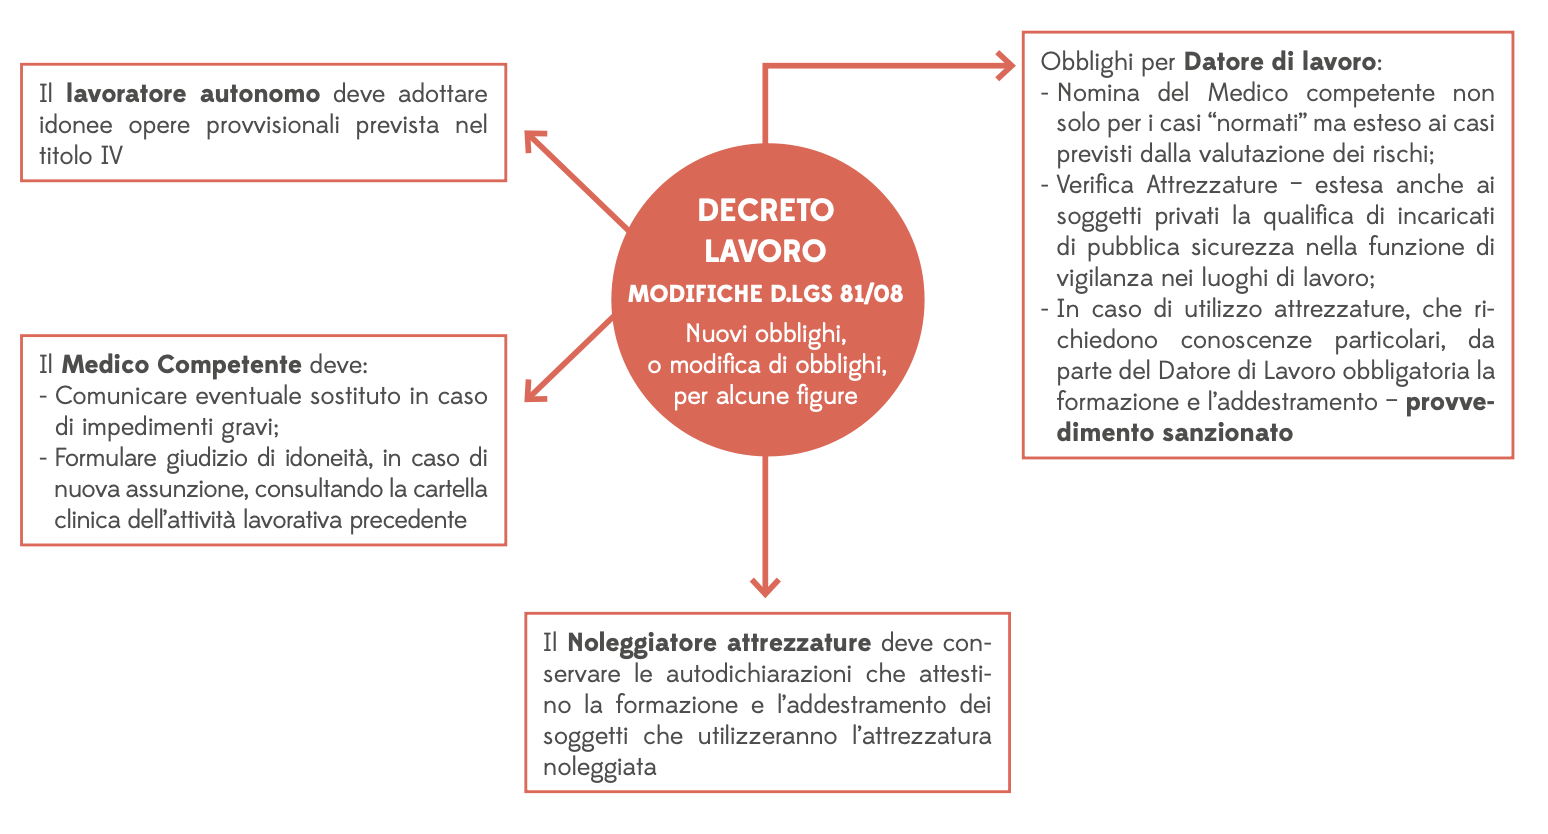 Il lavoratore autonomo deve adottare
idonee opere provvisionali prevista nel
titolo IV
Il Medico Competente deve:
- Comunicare eventuale sostituto in caso
di impedimenti gravi;
- Formulare giudizio di idoneità, in caso di
nuova assunzione, consultando la cartella
clinica dell'attività lavorativa precedente
DECRETO
LAVORO
MODIFICHE D.LGS 81/08
Nuovi obblighi,
o modifica di obblighi,
per alcune figure
Obblighi per Datore di lavoro:
- Nomina del Medico competente non
solo per i casi “normati” ma esteso ai casi
previsti dalla valutazione dei rischi;
- Verifica Attrezzature – estesa anche ai
soggetti privati la qualifica di incaricati
di pubblica sicurezza nella funzione di
vigilanza nei luoghi di lavoro;
- In caso di utilizzo attrezzature, che ri-
chiedono conoscenze particolari, da
parte del Datore di Lavoro obbligatoria la
formazione e l'addestramento – provve-
dimento sanzionato
Il Noleggiatore attrezzature deve con-
servare le autodichiarazioni che attesti-
no la formazione e l'addestramento dei
soggetti che utilizzeranno l'attrezzatura
noleggiata